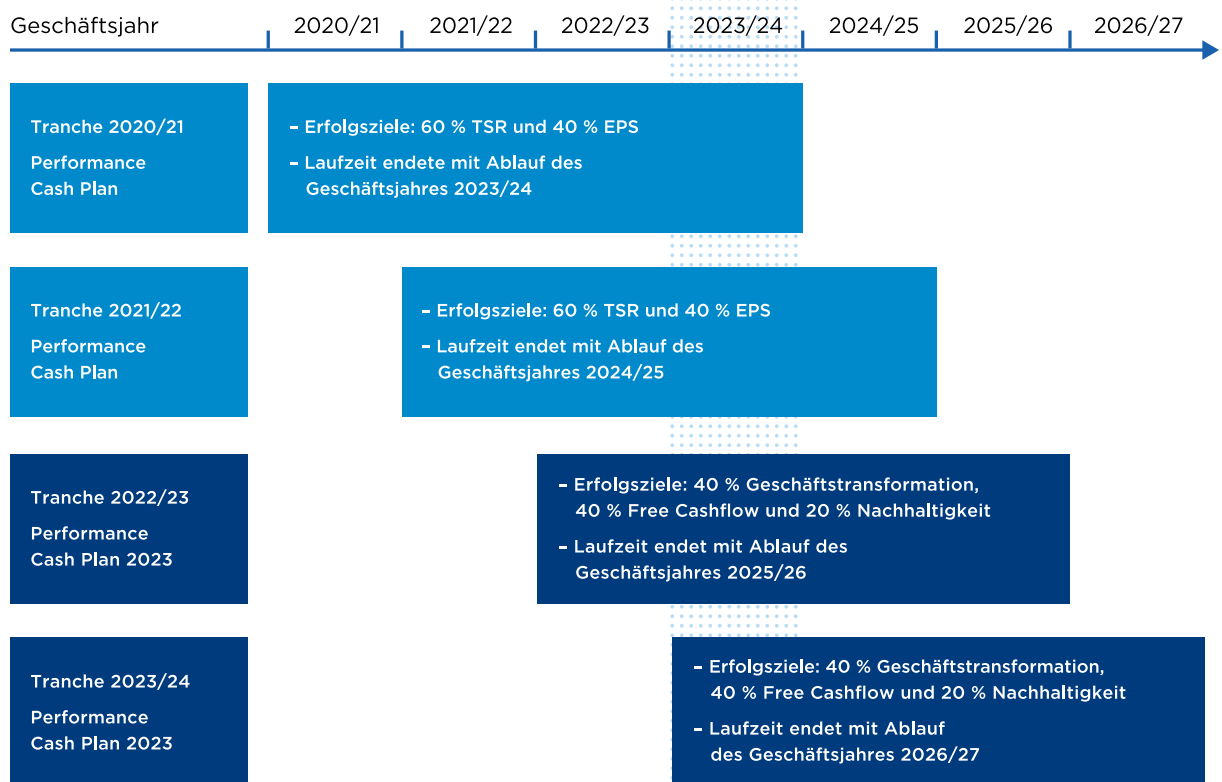 Geschäftsjahr 2020/21 2021/22 2022/23 2023/24 2024/25 2025/26 2026/27
Tranche 2020/21
Performance
Cash Plan
– Erfolgsziele: 60 % TSR und 40 % EPS
– Laufzeit endete mit Ablauf des
Geschäftsjahres 2023/24
Tranche 2021/22
Performance
Cash Plan
– Erfolgsziele: 60 % TSR und 40 % EPS
– Laufzeit endet mit Ablauf des
Geschäftsjahres 2024/25
Tranche 2022/23
Performance
Cash Plan 2023
– Erfolgsziele: 40 % Geschäftstransformation,
40 % Free Cashflow und 20 % Nachhaltigkeit
– Laufzeit endet mit Ablauf des
Geschäftsjahres 2025/26
Tranche 2023/24
Performance
Cash Plan 2023
– Erfolgsziele: 40 % Geschäftstransformation,
40 % Free Cashflow und 20 % Nachhaltigkeit
– Laufzeit endet mit Ablauf
des Geschäftsjahres 2026/27